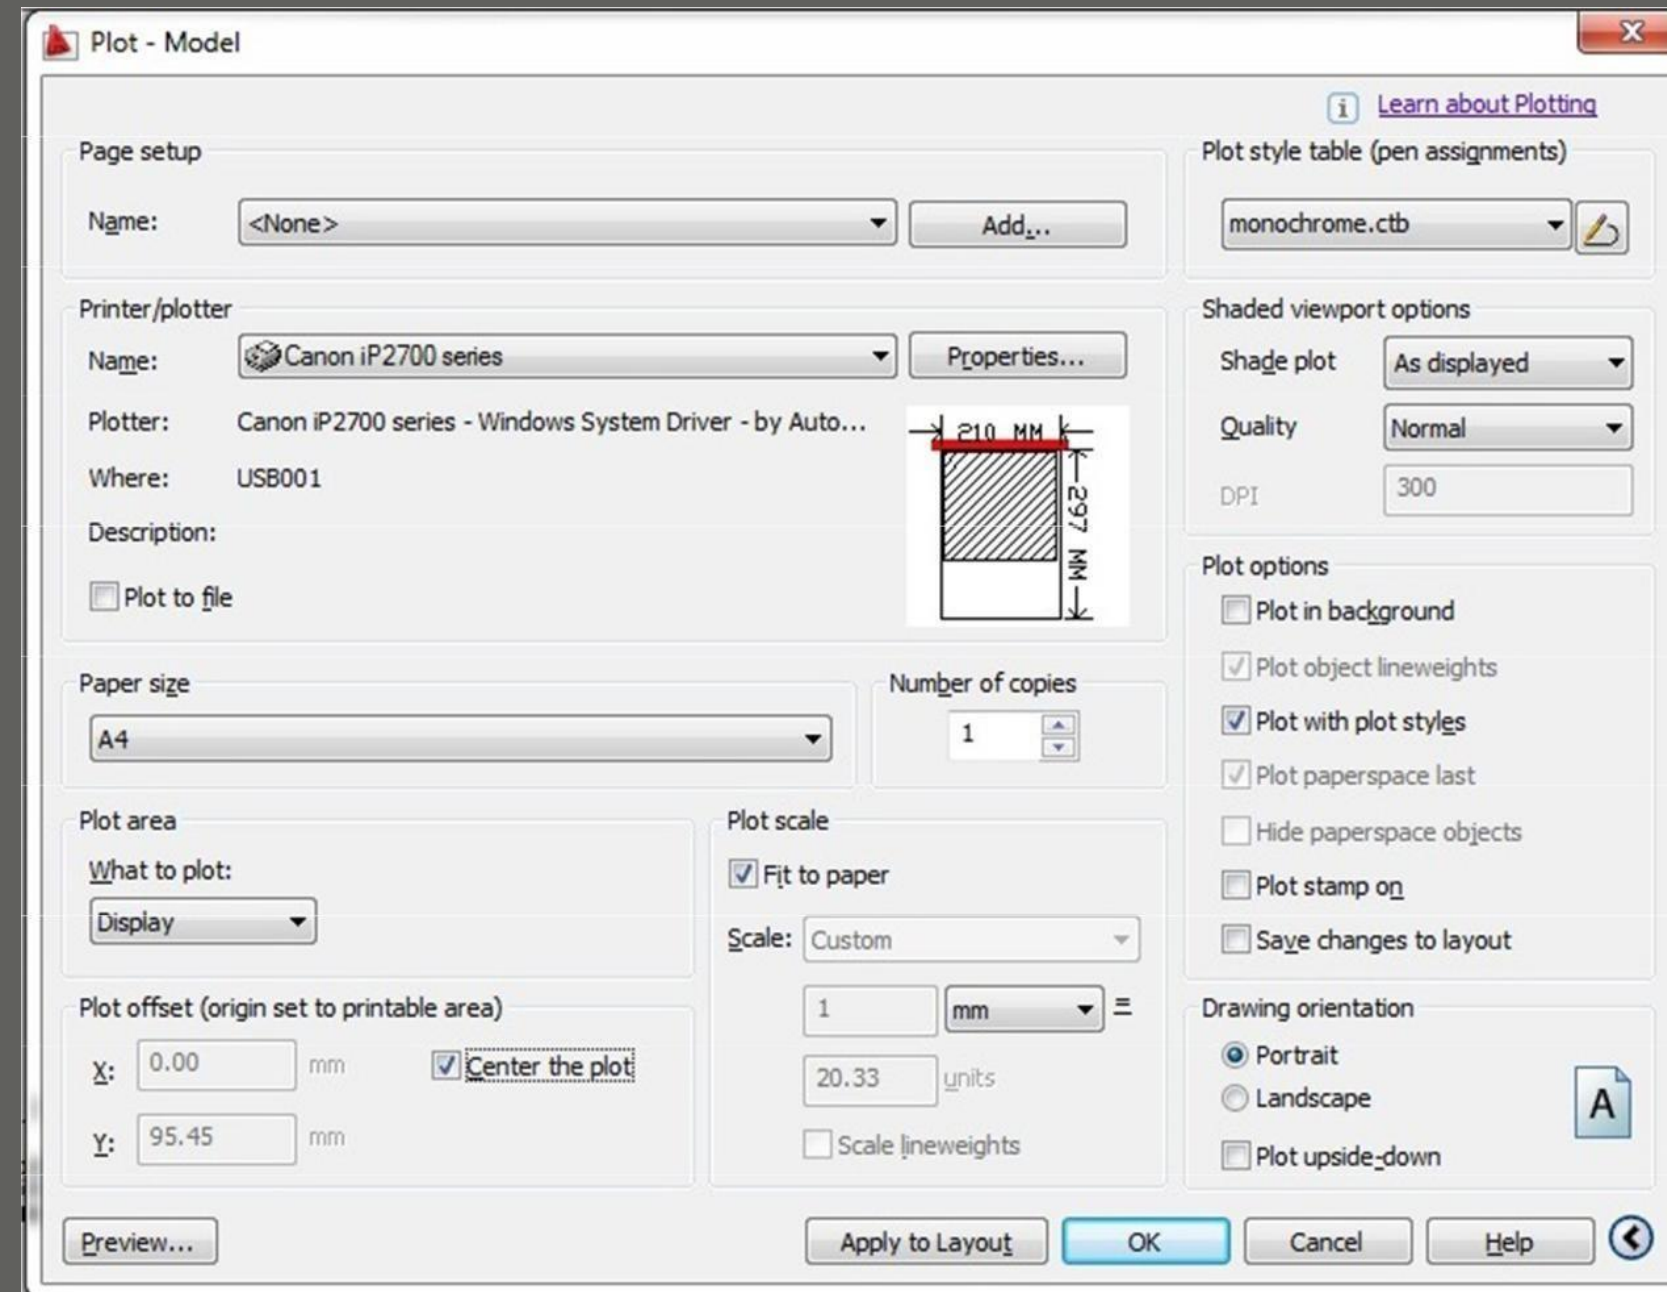 Plot - Model
X
i Learn about Plotting
Page setup
Name: <None> Add...
Plot style table (pen assignments)
monochrome.ctb
Printer/plotter
Name: Canon iP2700 series Properties...
Plotter: Canon iP2700 series - Windows System Driver - by Auto...
Where: USB001
Description:
Plot to file
210 MM
297 MM
Shaded viewport options
Shade plot As displayed
Quality Normal
DPI 300
Paper size
A4
Number of copies
1
Plot options
Plot in background
Plot object lineweights
Plot with plot styles
Plot paperspace last
Hide paperspace objects
Plot stamp on
Save changes to layout
Plot area
What to plot:
Display
Plot scale
Fit to paper
Scale: Custom
1 mm =
20.33 units
Scale lineweights
Plot offset (origin set to printable area)
X: 0.00 mm Center the plot
Y: 95.45 mm
Drawing orientation
Portrait
Landscape
Plot upside-down
A
Preview... Apply to Layout OK Cancel Help